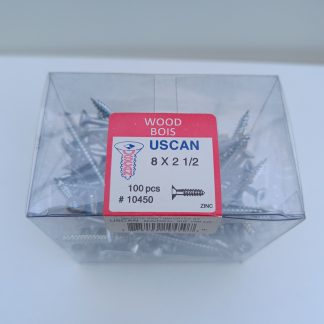 WOOD
BOIS
USCAN
8 X 2 1/2
100 pcs
# 10450
ZINC